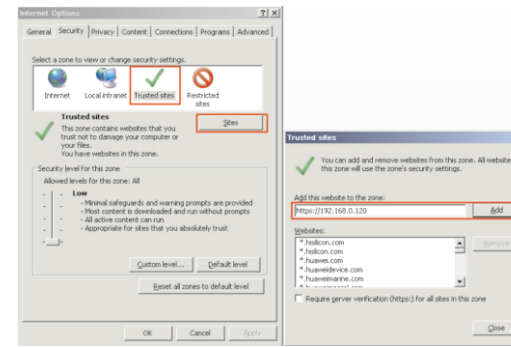 Internet Options
General Security Privacy Content Connections Programs Advanced
Select a zone to view or change security settings.
Internet Local intranet Trusted sites Restricted sites
Trusted sites
Sites
This zone contains websites that you
trust not to damage your computer or
your files.
You have websites in this zone.
Security level for this zone
Allowed levels for this zone: All
Low
- Minimal safeguards and warning prompts are provided
- Most content is downloaded and run without prompts
- All active content can run
- Appropriate for sites that you absolutely trust
Custom level... Default level
Reset all zones to default level
OK Cancel Apply
Trusted sites
You can add and remove websites from this zone. All website
this zone will use the zone's security settings.
Add this website to the zone:
https://192.168.0.120 Add
Websites:
*.hisilicon.com Remove
*.hislicon.com
*.huawei.com
*.huaweidevice.com
*.huaweimarine.com
Require server verification (https:) for all sites in this zone
Close